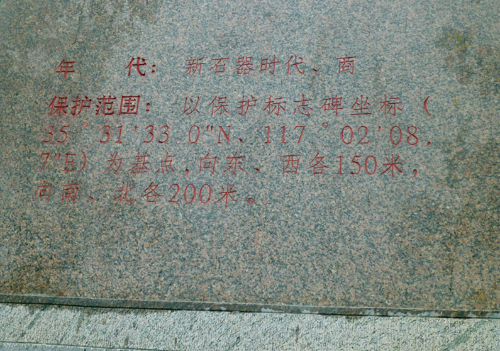 年 代：新石器时代、商
保护范围：以保护标志碑坐标（
35°31'33.0"N、117°02'08.
7"E）为基点，向东、西各150米，
向南、北各200米。